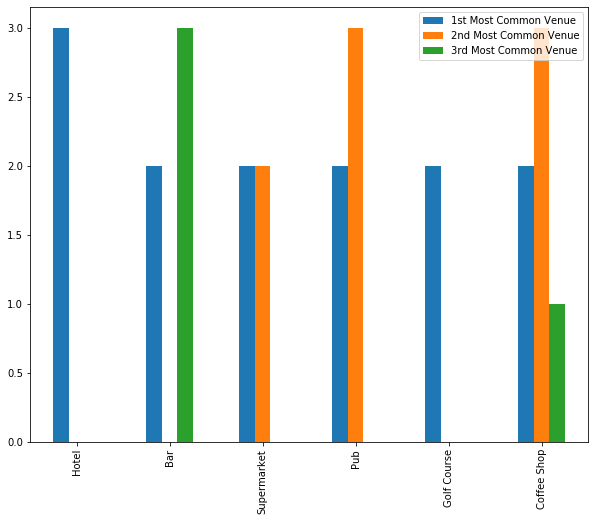 1st Most Common Venue
2nd Most Common Venue
3rd Most Common Venue
3.0
2.5
2.0
1.5
1.0
0.5
0.0
Hotel
Bar
Supermarket
Pub
Golf Course
Coffee Shop